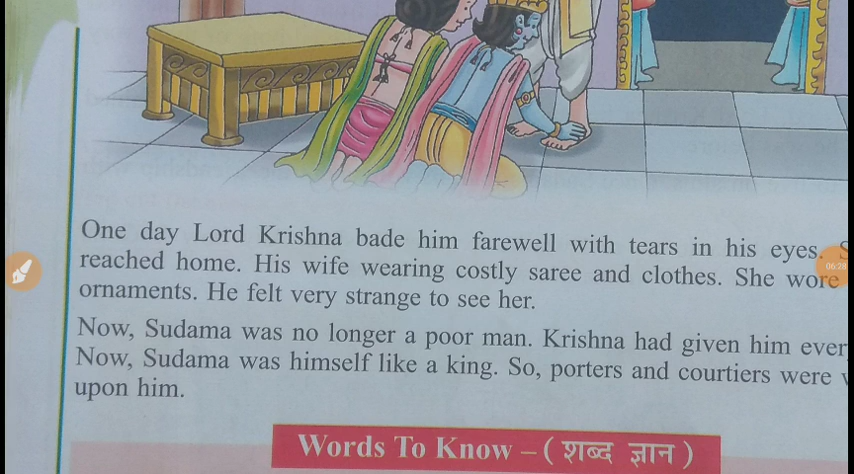 One day Lord Krishna bade him farewell with tears in his eyes.
reached home. His wife wearing costly saree and clothes. She wore
ornaments. He felt very strange to see her.
Now, Sudama was no longer a poor man. Krishna had given him
Now, Sudama was himself like a king. So, porters and courtiers were
upon him.
Words To Know – ( शब्द ज्ञान )
06:28